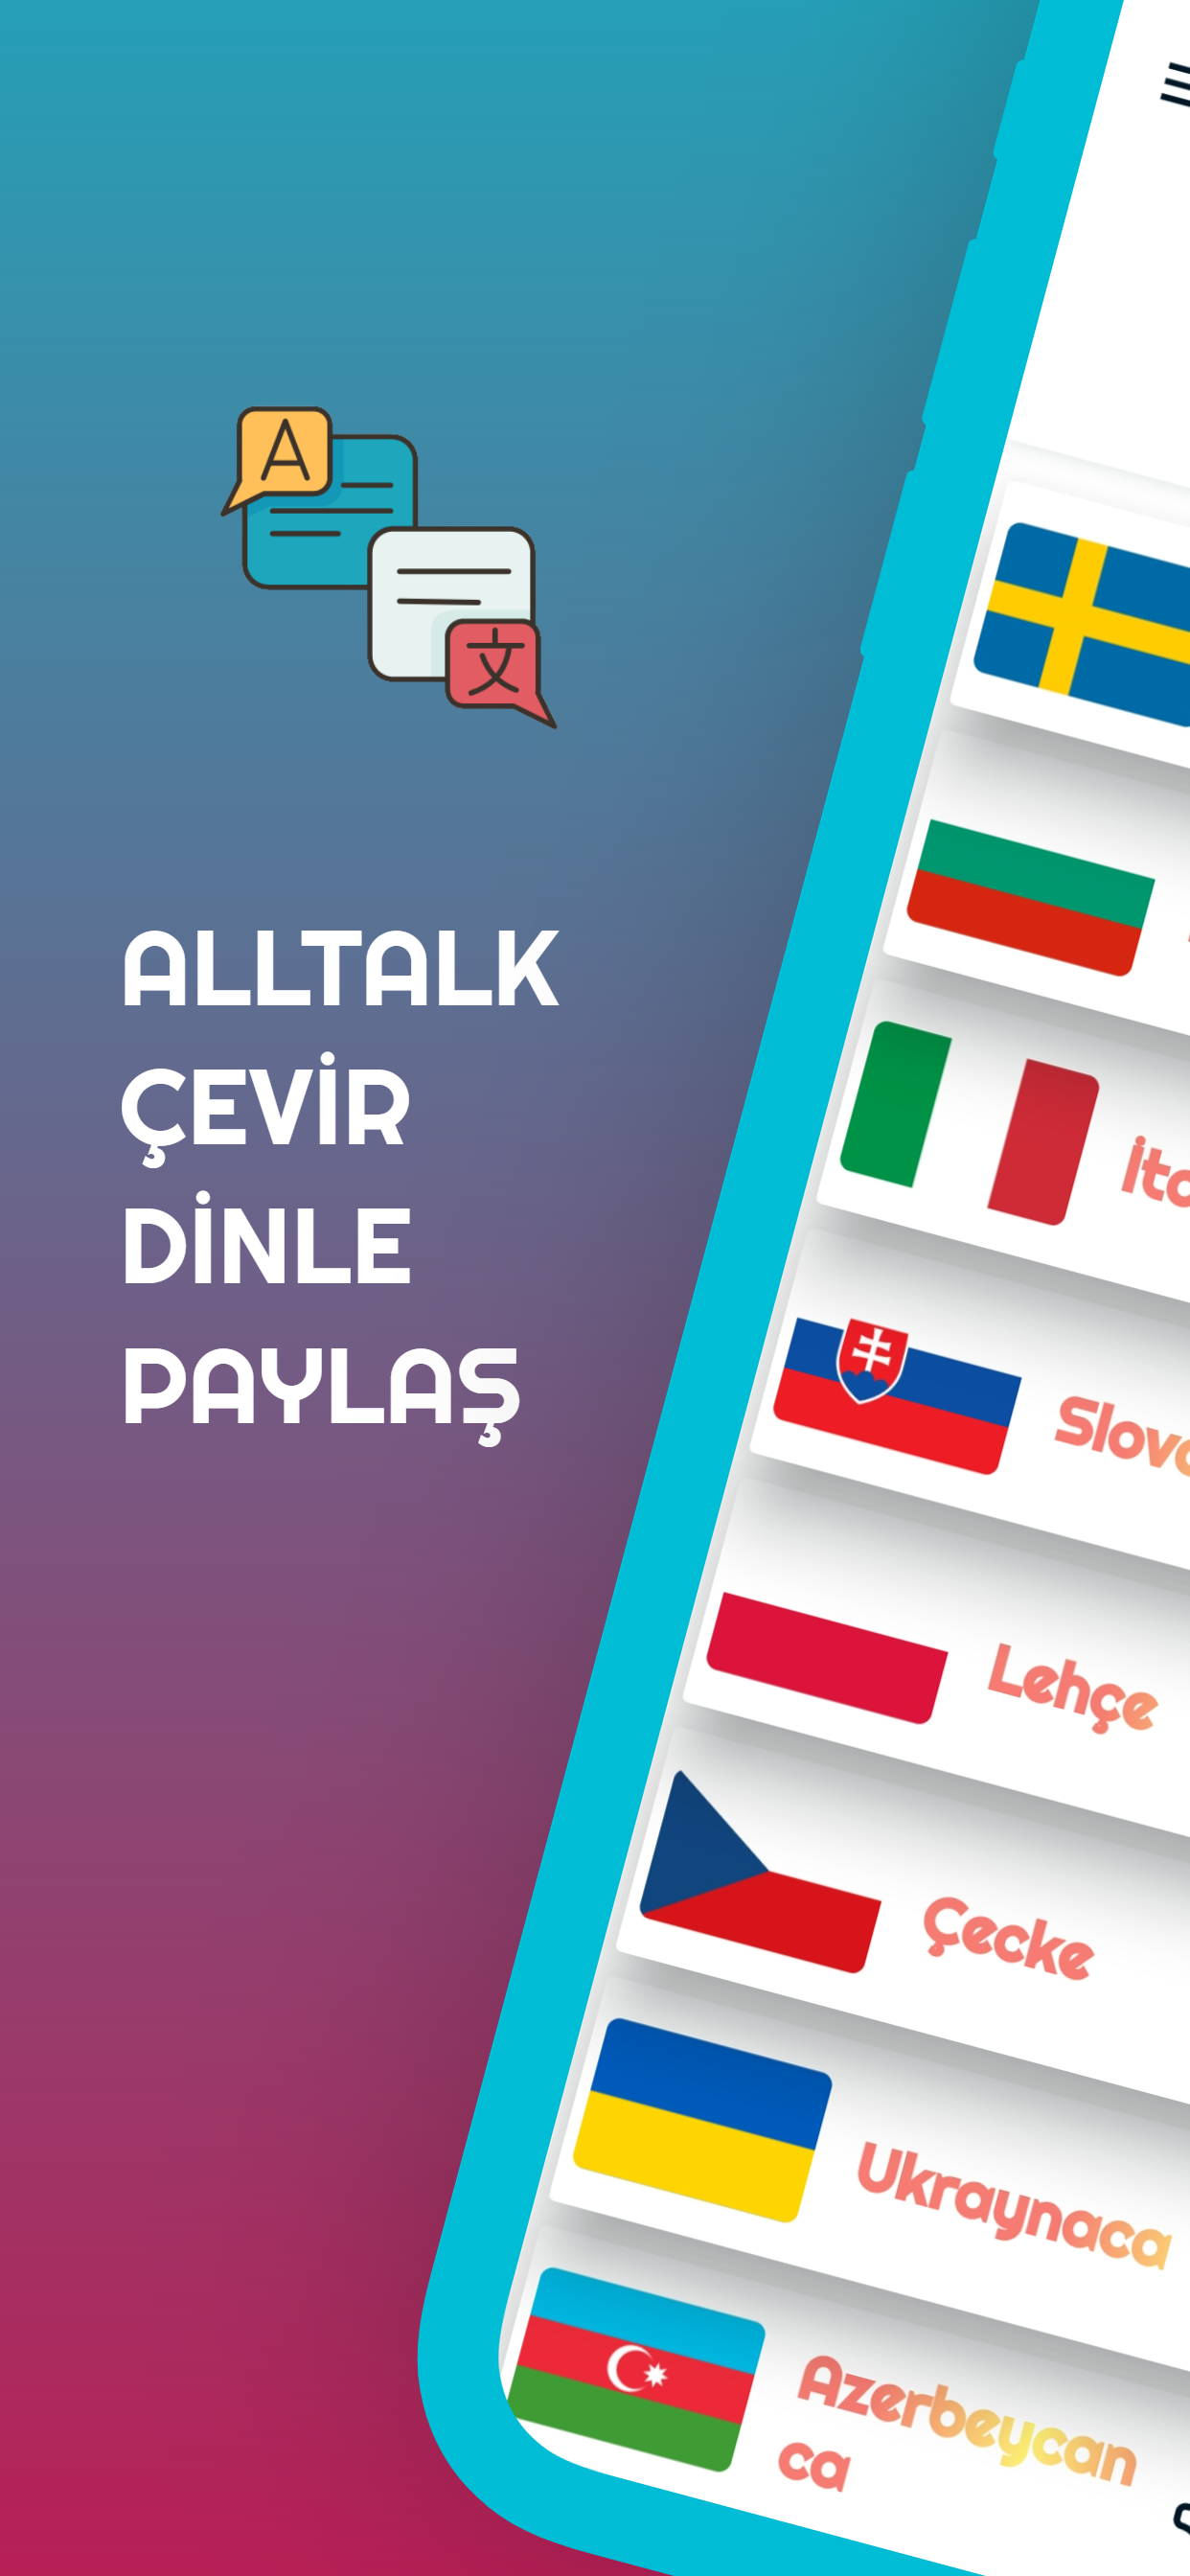 A
文
ALLTALK
ÇEVİR
DİNLE
PAYLAŞ
Lehçe
Çecke
Ukraynaca
Azerbeycan
ca